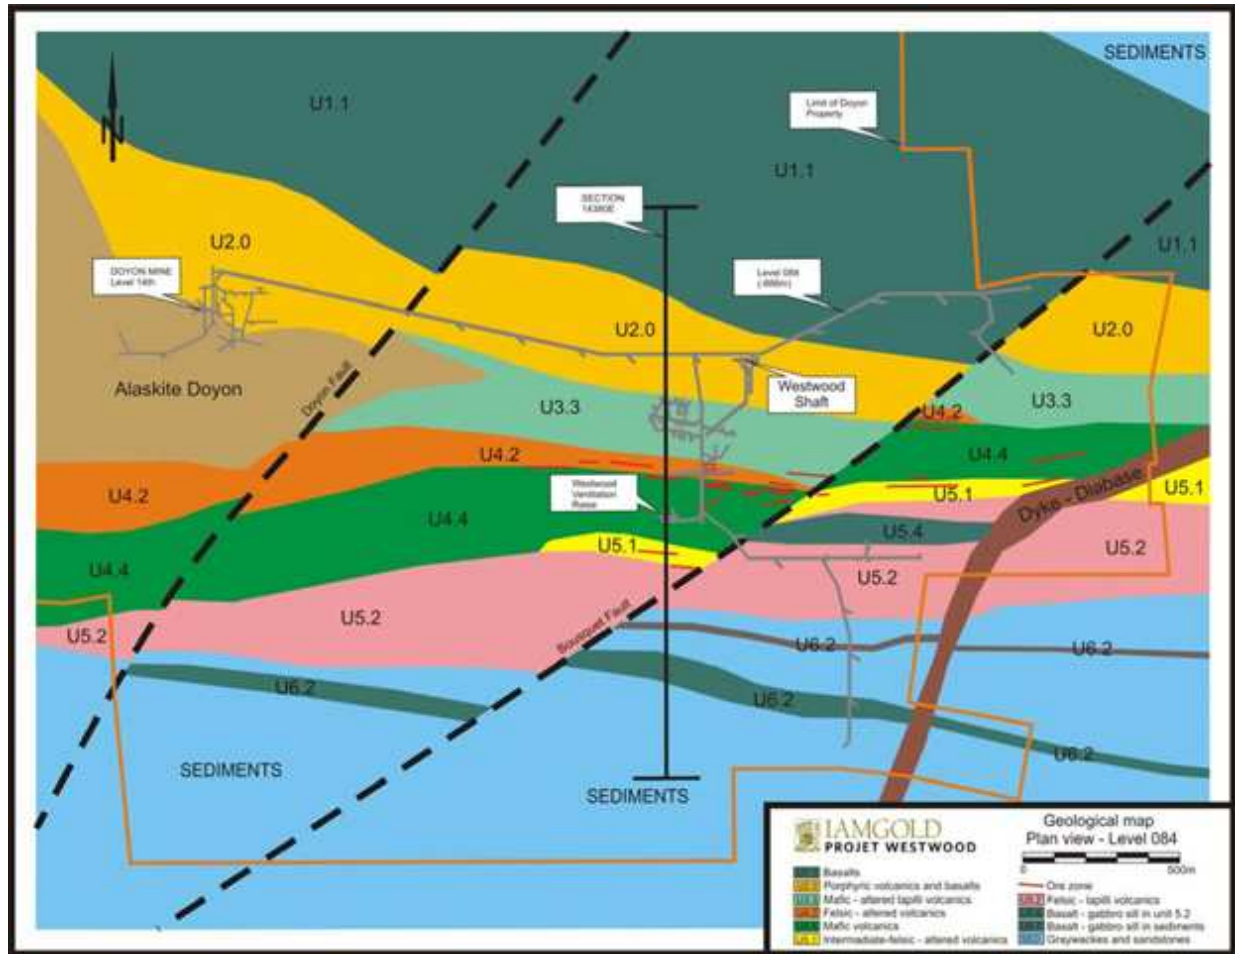 SEDIMENTS
U1.1
Limit of Doyon
Property
N
U1.1
SECTION
14380E
U1.1
U2.0
DOYON MINE
Level 14th
Level 084
U2.0
U2.0
Doyon Fault
Alaskite Doyon
Westwood
Shaft
U3.3
U4.2
U3.3
U4.2
U4.4
U4.2
Westwood
Ventilation
Raise
Dyke - Diabase
U5.1
U5.1
U4.4
U5.4
U5.1
U5.2
U4.4
U5.2
U5.2
U5.2
Bousquet Fault
U6.2
U6.2
U6.2
U6.2
U6.2
SEDIMENTS
SEDIMENTS
IAMGOLD
PROJET WESTWOOD
Geological map
Plan view - Level 084
0 500m
Basalts
Porphyric volcanics and basalts
Mafic - altered lapilli volcanics
Felsic - altered volcanics
Mafic volcanics
U5.1 Intermediate-felsic - altered volcanics
Ore zone
U5.2 Felsic - lapilli volcanics
Basalt - gabbro sill in unit 5.2
Basalt - gabbro sill in sediments
Graywackes and sandstones